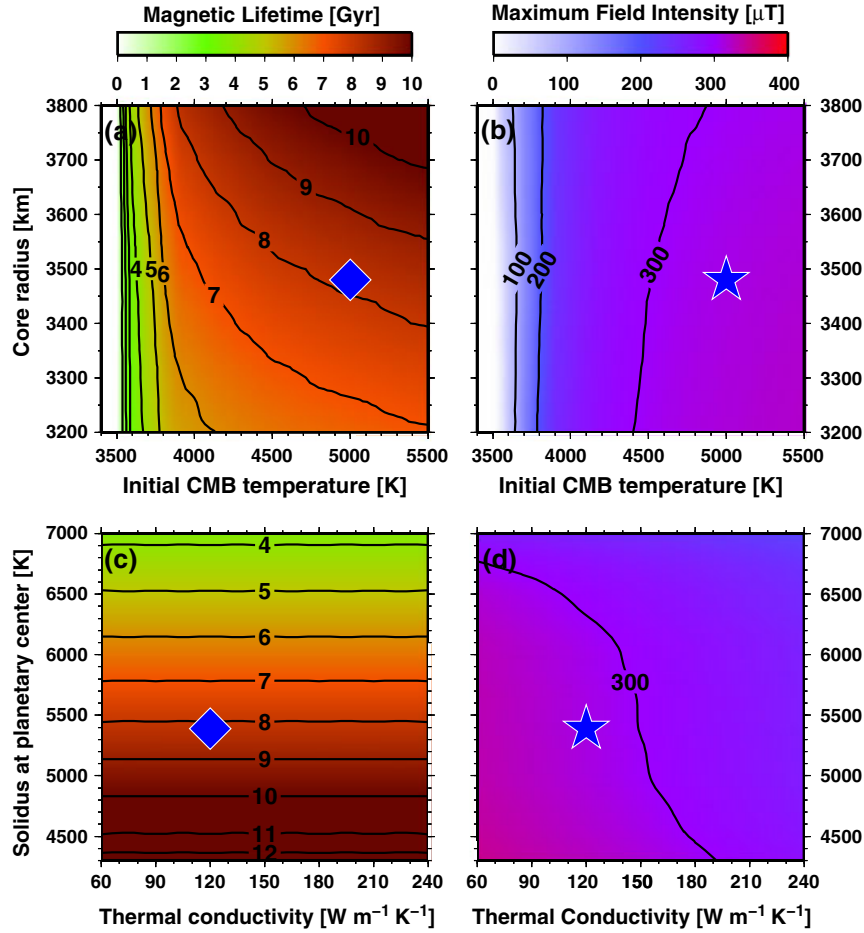 Magnetic Lifetime [Gyr]
0 1 2 3 4 5 6 7 8 9 10
Maximum Field Intensity [μT]
0 100 200 300 400
(a)
3800
3700
3600
3500
3400
3300
3200
Core radius [km]
4 5 6 7 8 9 10
3500 4000 4500 5000 5500
Initial CMB temperature [K]
(b)
100 200 300
3800
3700
3600
3500
3400
3300
3200
3500 4000 4500 5000 5500
Initial CMB temperature [K]
(c)
7000
6500
6000
5500
5000
4500
Solidus at planetary center [K]
4
5
6
7
8
9
10
11
12
60 90 120 150 180 210 240
Thermal conductivity [W m⁻¹ K⁻¹]
(d)
300
7000
6500
6000
5500
5000
4500
60 90 120 150 180 210 240
Thermal Conductivity [W m⁻¹ K⁻¹]